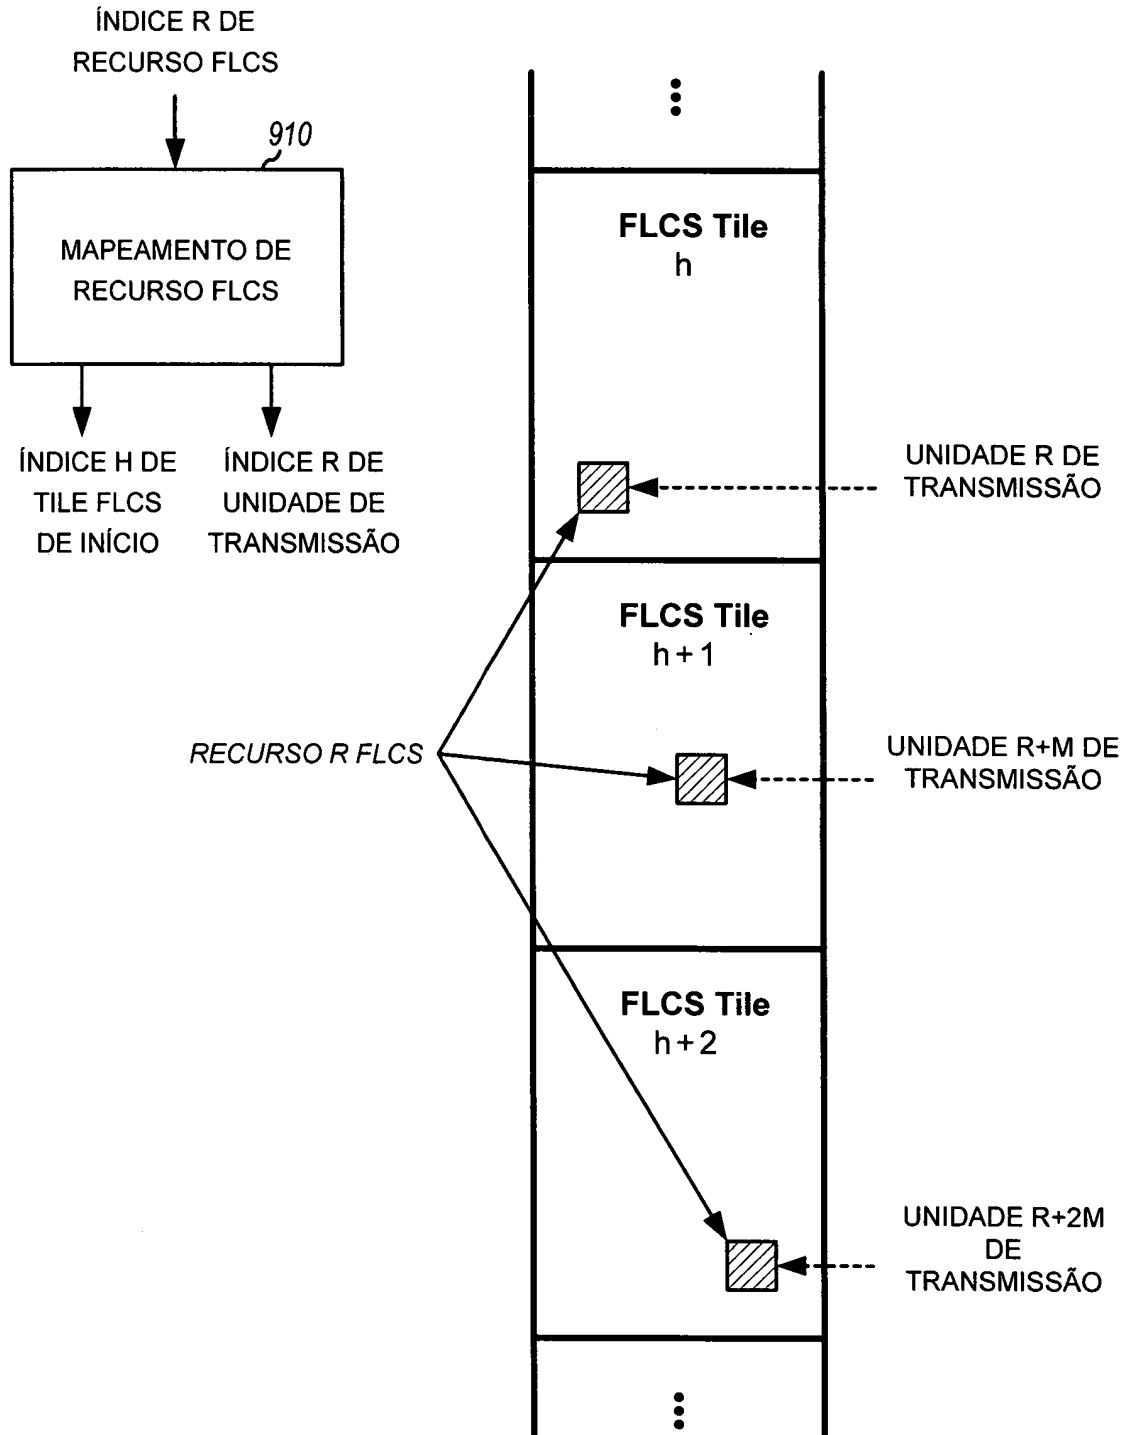 ÍNDICE R DE
RECURSO FLCS
910
MAPEAMENTO DE
RECURSO FLCS
ÍNDICE H DE
TILE FLCS
DE INÍCIO
ÍNDICE R DE
UNIDADE DE
TRANSMISSÃO
FLCS Tile
h
UNIDADE R DE
TRANSMISSÃO
FLCS Tile
h+1
RECURSO R FLCS
UNIDADE R+M DE
TRANSMISSÃO
FLCS Tile
h+2
UNIDADE R+2M
DE
TRANSMISSÃO